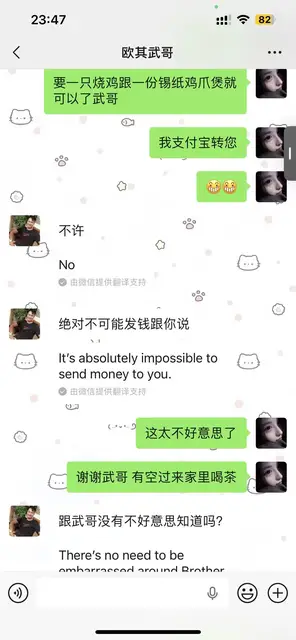 23:47
82
欧其武哥
要一只烧鸡跟一份锡纸鸡爪煲就
可以了武哥
我支付宝转您
😁😁
不许
No
由微信提供翻译支持
绝对不可能发钱跟你说
It's absolutely impossible to
send money to you.
由微信提供翻译支持
这太不好意思了
谢谢武哥 有空过来家里喝茶
跟武哥没有不好意思知道吗?
There's no need to be
embarrassed around Brother